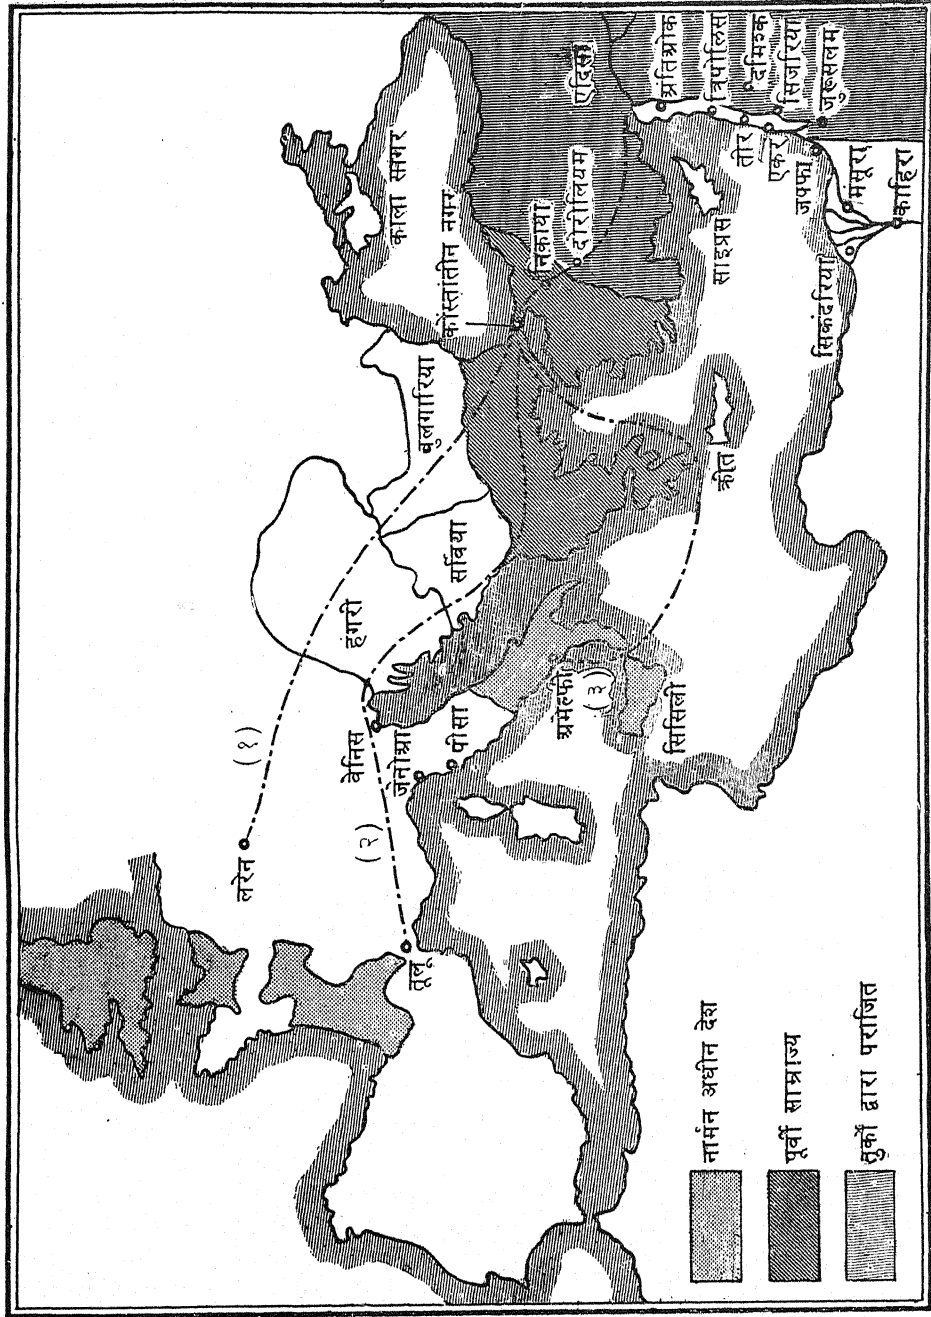 काला सागर
कोंस्तांतीन नगर
बुलगारिया
हंगरी
सर्विया
(१)
लरेन
(२)
तूलू
वेनिस
जेनोआ
पीसा
अमेल्फी
(३)
सिसिली
क्रीत
साइप्रस
निकाया
दोरीलियम
एदिसा
अंतिओक
त्रिपोलिस
दमिश्क
सिजरिया
जरूसलम
तीर
एकर
जफ्फा
मंसूरा
काहिरा
सिकंदरिया
नार्मन अधीन देश
पूर्वी साम्राज्य
तुर्कों द्वारा पराजित